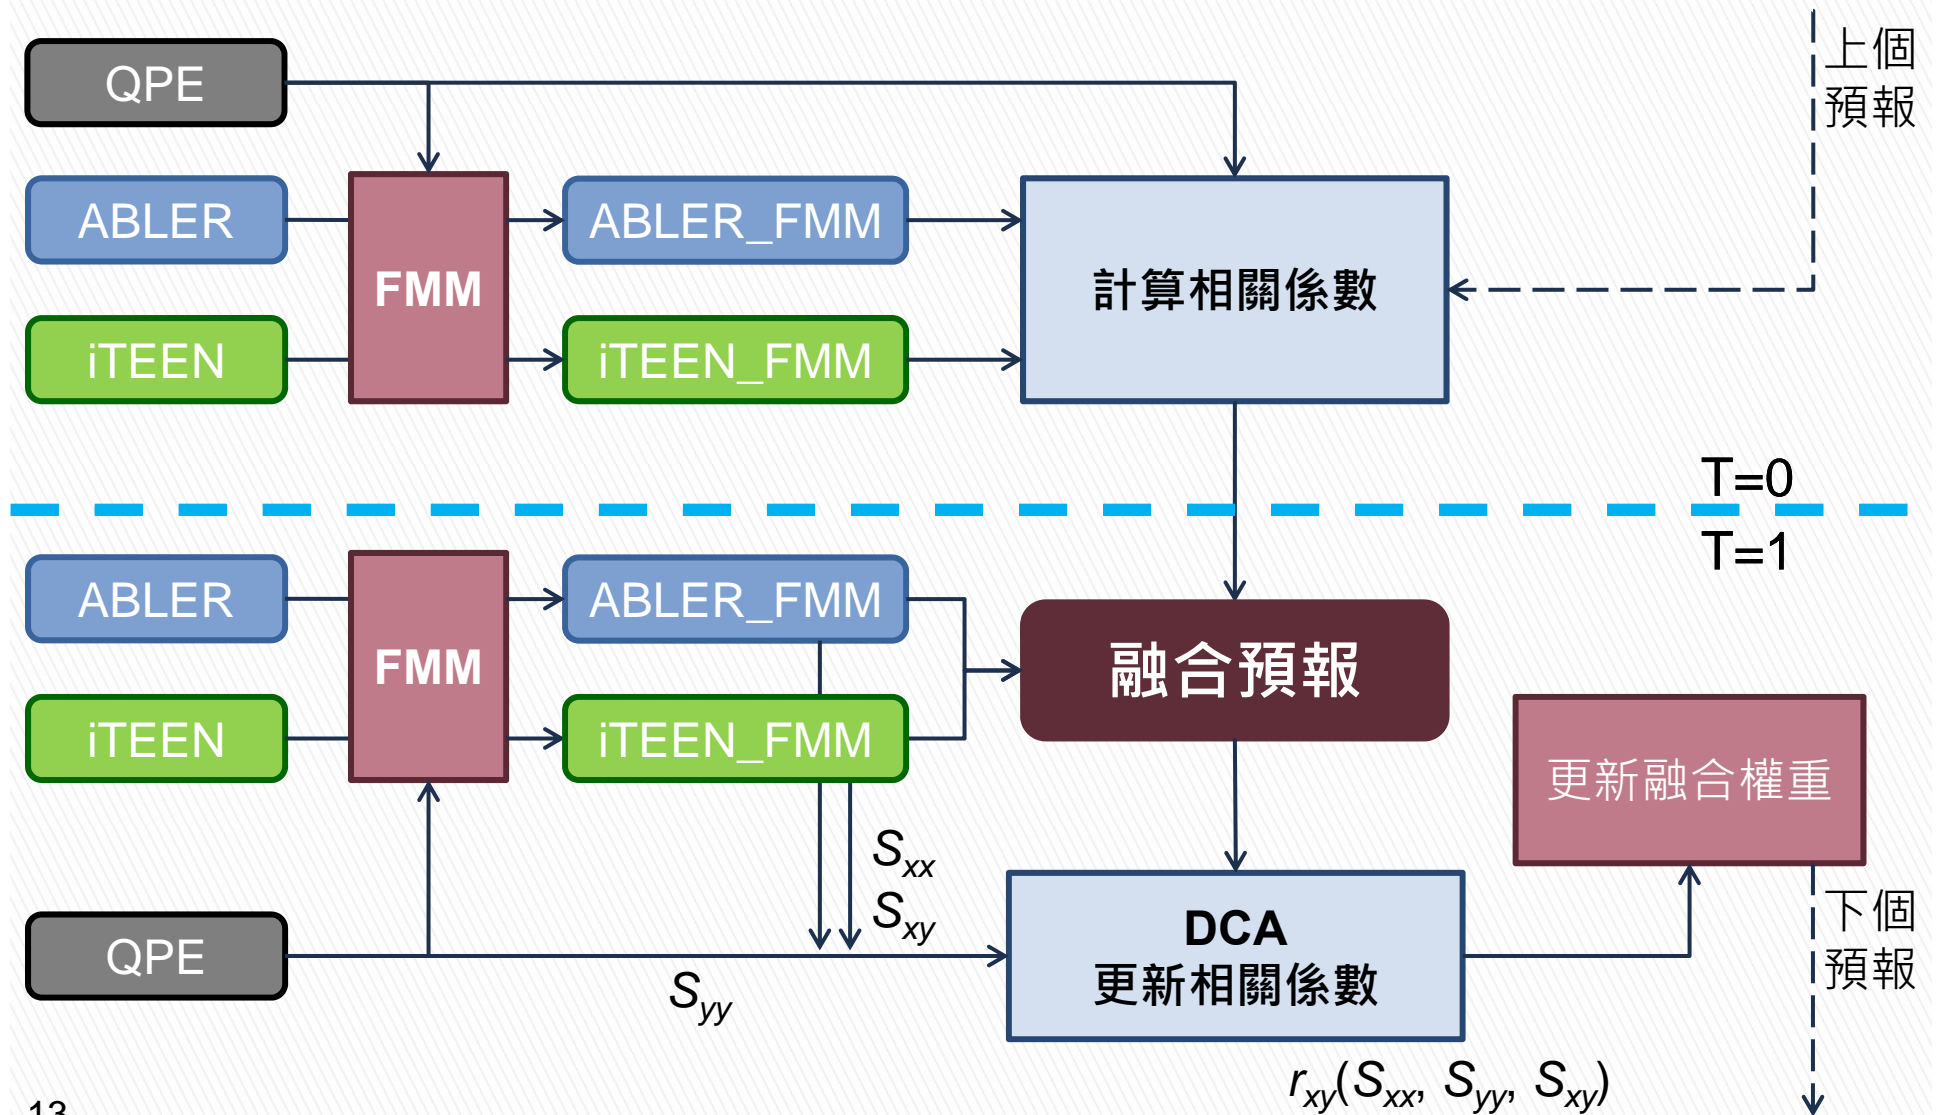 QPE
上個
預報
ABLER
FMM
ABLER_FMM
計算相關係數
iTEEN
iTEEN_FMM
T=0
T=1
ABLER
FMM
ABLER_FMM
融合預報
iTEEN
iTEEN_FMM
更新融合權重
Sxx
Sxy
QPE
Syy
DCA
更新相關係數
下個
預報
rxy(Sxx, Syy, Sxy)
13